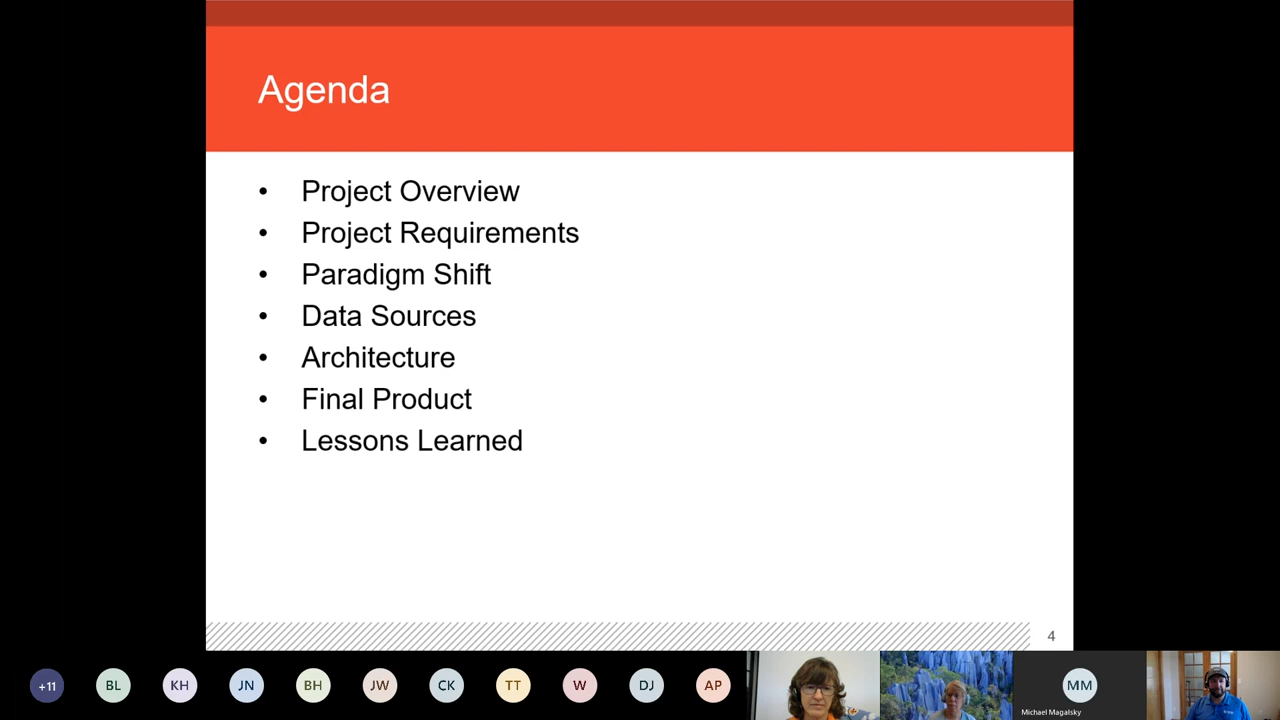 Agenda
• Project Overview
• Project Requirements
• Paradigm Shift
• Data Sources
• Architecture
• Final Product
• Lessons Learned
4
+11 BL KH JN BH JW CK TT W DJ AP MM
Michael Magalsky